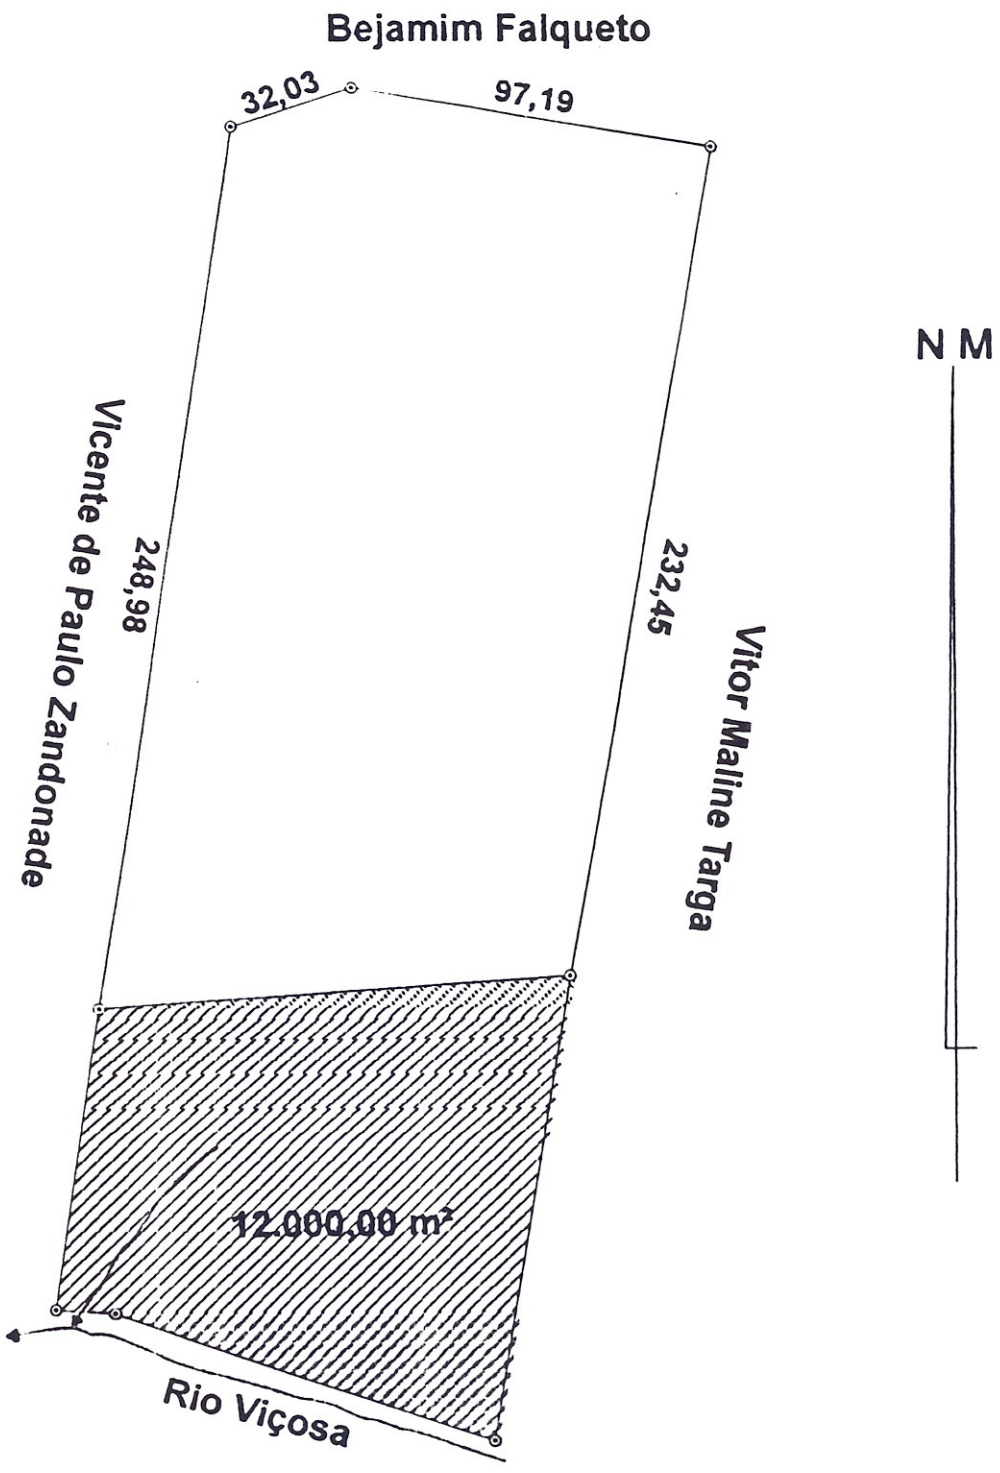 Bejamim Falqueto
32,03
97,19
N M
Vicente de Paulo Zandonade
248,98
232,45
Vitor Maline Targa
12.000,00 m²
Rio Viçosa